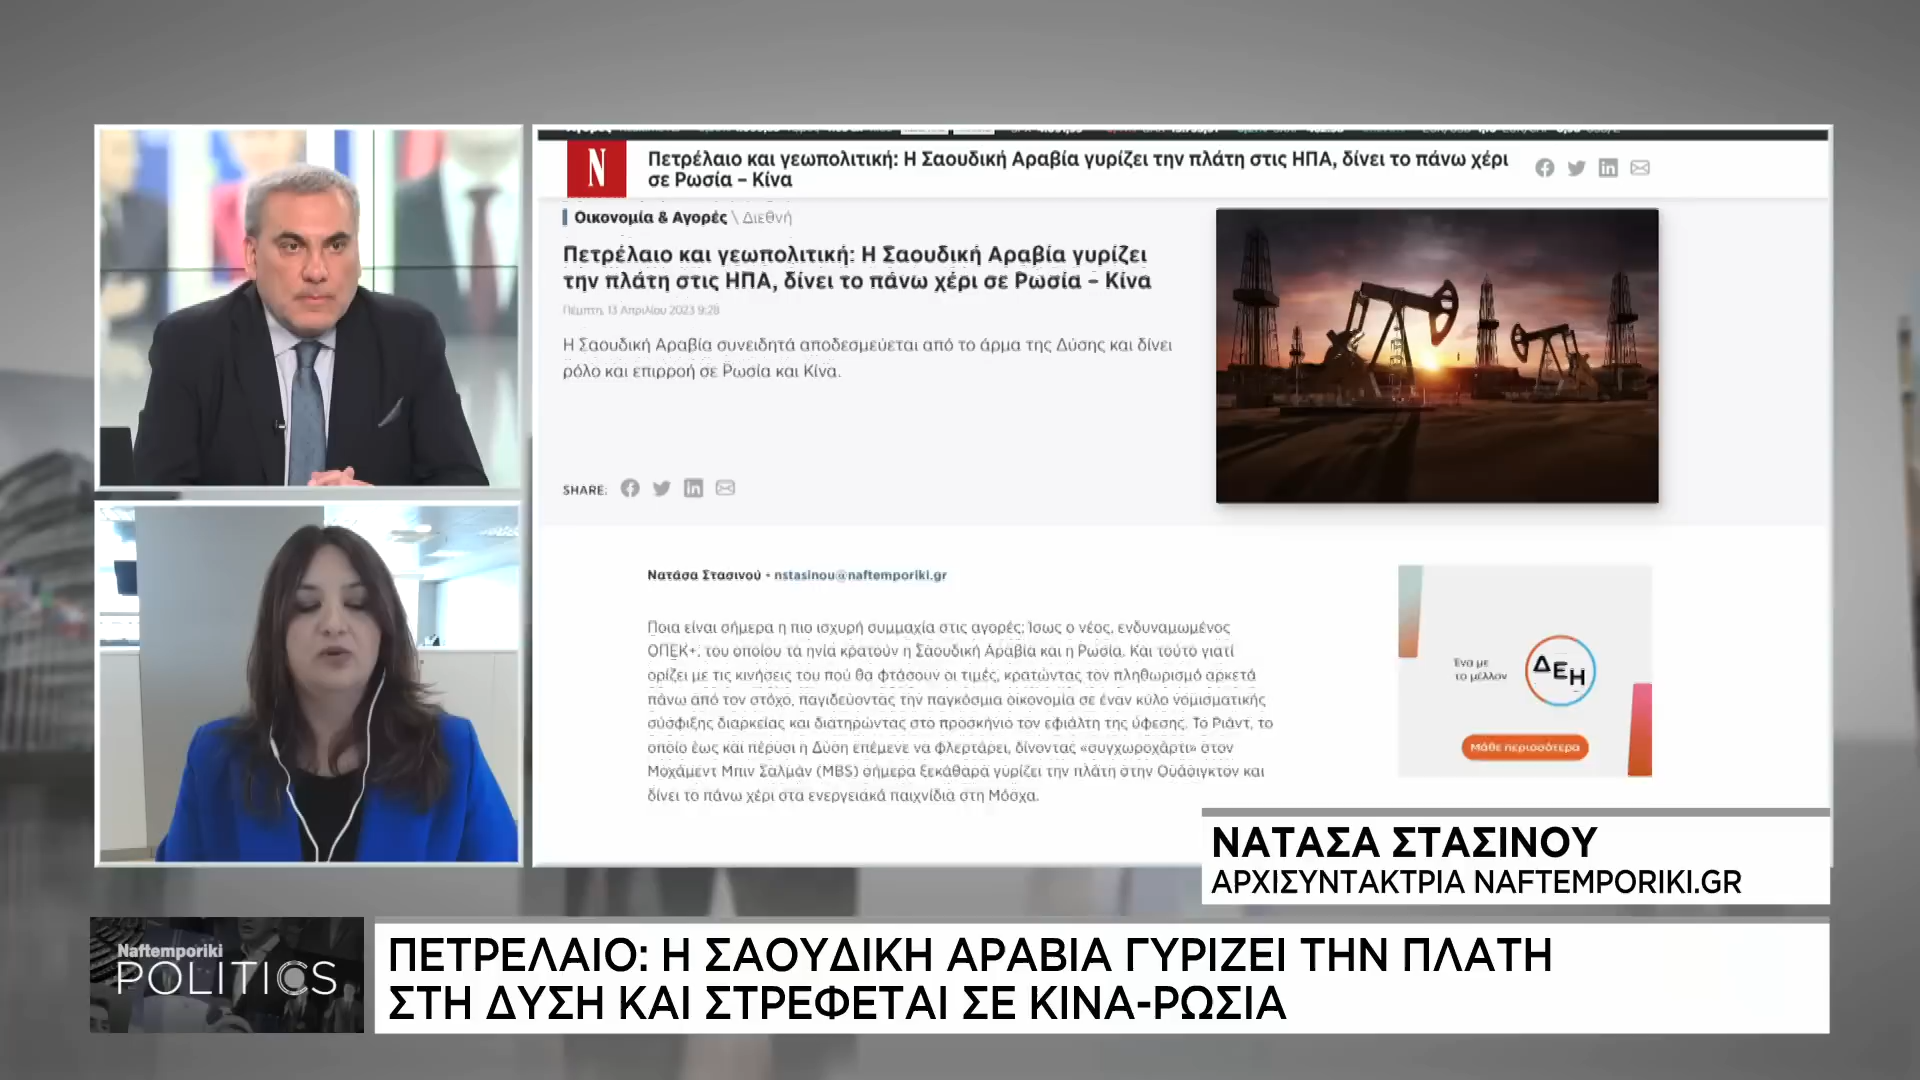 Πετρέλαιο και γεωπολιτική: Η Σαουδική Αραβία γυρίζει την πλάτη στις ΗΠΑ, δίνει το πάνω χέρι
σε Ρωσία – Κίνα
N
Οικονομία & Αγορές \ Διεθνή
Πετρέλαιο και γεωπολιτική: Η Σαουδική Αραβία γυρίζει
την πλάτη στις ΗΠΑ, δίνει το πάνω χέρι σε Ρωσία – Κίνα
Πέμπτη, 13 Απριλίου 2023 9:28
Η Σαουδική Αραβία συνειδητά αποδεσμεύεται από το άρμα της Δύσης και δίνει
ρόλο και επιρροή σε Ρωσία και Κίνα.
SHARE:
Νατάσα Στασινού • nstasinou@naftemporiki.gr
Ποια είναι σήμερα η πιο ισχυρή συμμαχία στις αγορές; Ίσως ο νέος, ενδυναμωμένος
ΟΠΕΚ+, του οποίου τα ηνία κρατούν η Σαουδική Αραβία και η Ρωσία. Και τούτο γιατί
ορίζει με τις κινήσεις του πού θα φτάσουν οι τιμές, κρατώντας τον πληθωρισμό αρκετά
πάνω από τον στόχο, παγιδεύοντας την παγκόσμια οικονομία σε έναν κύλο νομισματικής
σύσφιξης διαρκείας και διατηρώντας στο προσκήνιο τον εφιάλτη της ύφεσης. Το Ριάντ, το
οποίο έως και πέρυσι η Δύση επέμενε να φλερτάρει, δίνοντας «συγχωροχάρτι» στον
Μοχάμεντ Μπιν Σαλμάν (MBS) σήμερα ξεκάθαρα γυρίζει την πλάτη στην Ουάσιγκτον και
δίνει το πάνω χέρι στα ενεργειακά παιχνίδια στη Μόσχα.
Ένα με
το μέλλον
ΔΕΗ
Μάθε περισσότερα
ΝΑΤΑΣΑ ΣΤΑΣΙΝΟΥ
ΑΡΧΙΣΥΝΤΑΚΤΡΙΑ NAFTEMPORIKI.GR
Naftemporiki
POLITICS
ΠΕΤΡΕΛΑΙΟ: Η ΣΑΟΥΔΙΚΗ ΑΡΑΒΙΑ ΓΥΡΙΖΕΙ ΤΗΝ ΠΛΑΤΗ
ΣΤΗ ΔΥΣΗ ΚΑΙ ΣΤΡΕΦΕΤΑΙ ΣΕ ΚΙΝΑ-ΡΩΣΙΑ